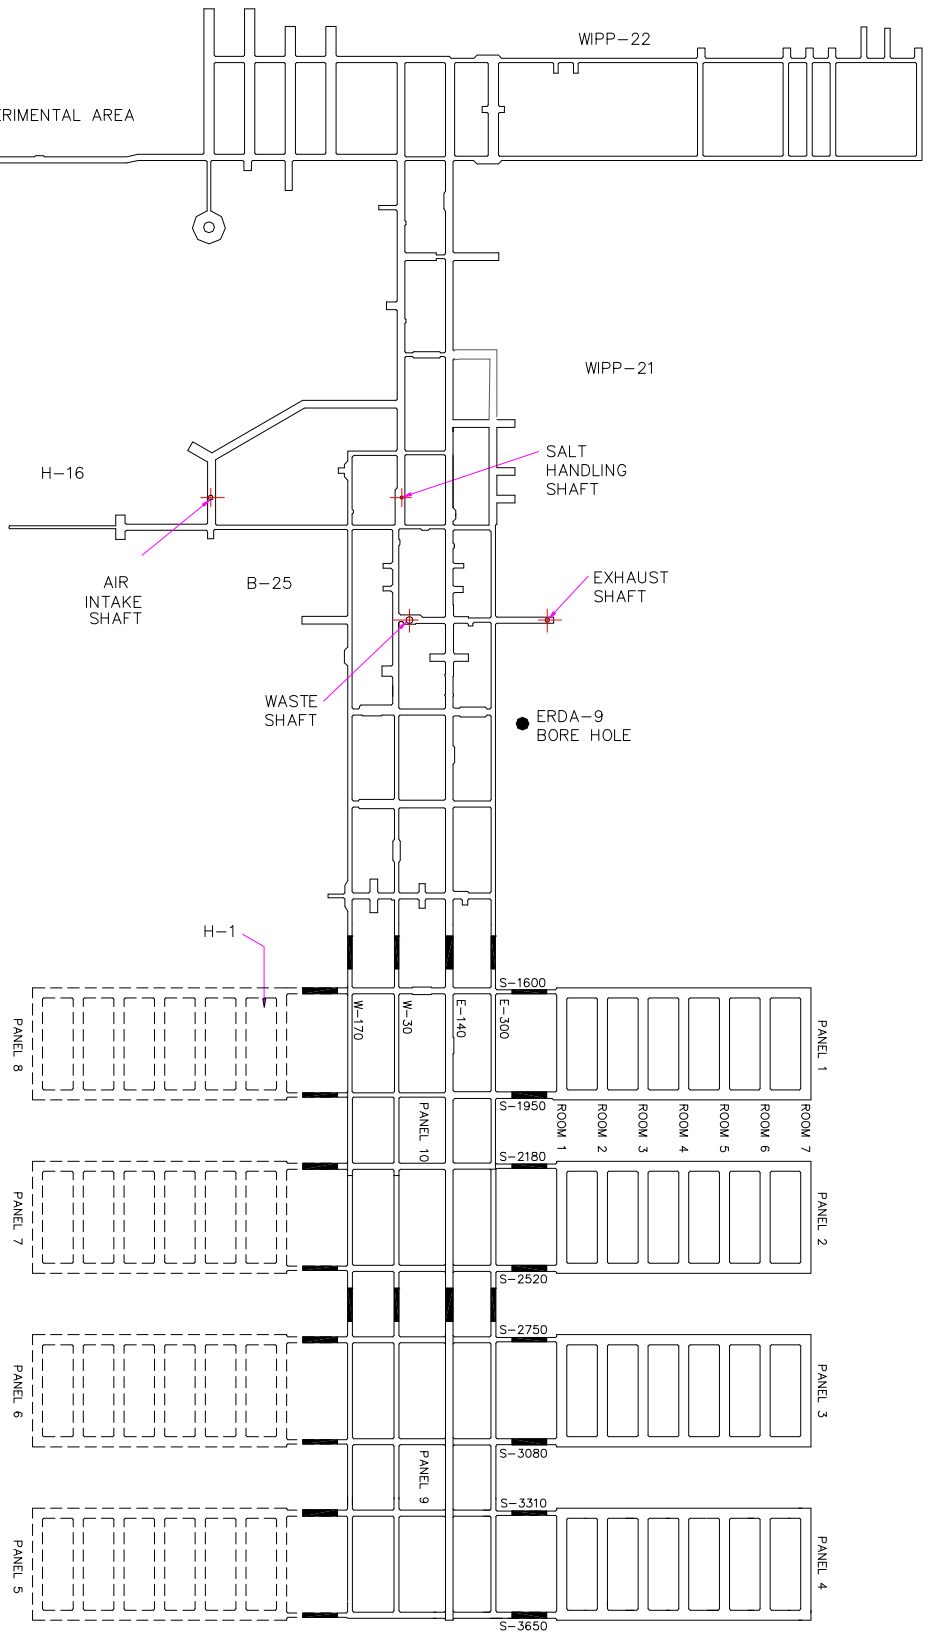 WIPP-22
ERIMENTAL AREA
WIPP-21
H-16
SALT
HANDLING
SHAFT
AIR
INTAKE
SHAFT
B-25
EXHAUST
SHAFT
WASTE
SHAFT
ERDA-9
BORE HOLE
H-1
S-1600
W-170
W-30
E-140
E-300
PANEL 8
PANEL 1
S-1950
PANEL 10
ROOM 1
ROOM 2
ROOM 3
ROOM 4
ROOM 5
ROOM 6
ROOM 7
S-2180
PANEL 7
PANEL 2
S-2520
S-2750
PANEL 6
PANEL 3
S-3080
PANEL 9
S-3310
PANEL 5
PANEL 4
S-3650